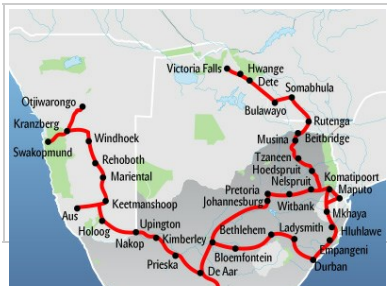 Victoria Falls
Hwange
Dete
Somabhula
Otjiwarongo
Bulawayo
Kranzberg
Rutenga
Windhoek
Musina
Beitbridge
Swakopmund
Rehoboth
Tzaneen
Hoedspruit
Komatipoort
Mariental
Nelspruit
Pretoria
Maputo
Keetmanshoop
Johannesburg
Witbank
Mkhaya
Aus
Upington
Bethlehem
Ladysmith
Hluhlawe
Holoog
Kimberley
Nakop
Empangeni
Prieska
Bloemfontein
Durban
De Aar